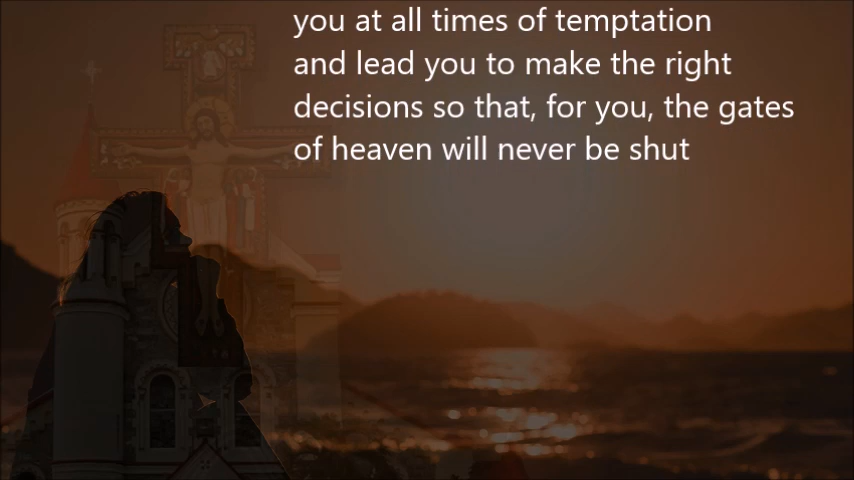 you at all times of temptation
and lead you to make the right
decisions so that, for you, the gates
of heaven will never be shut